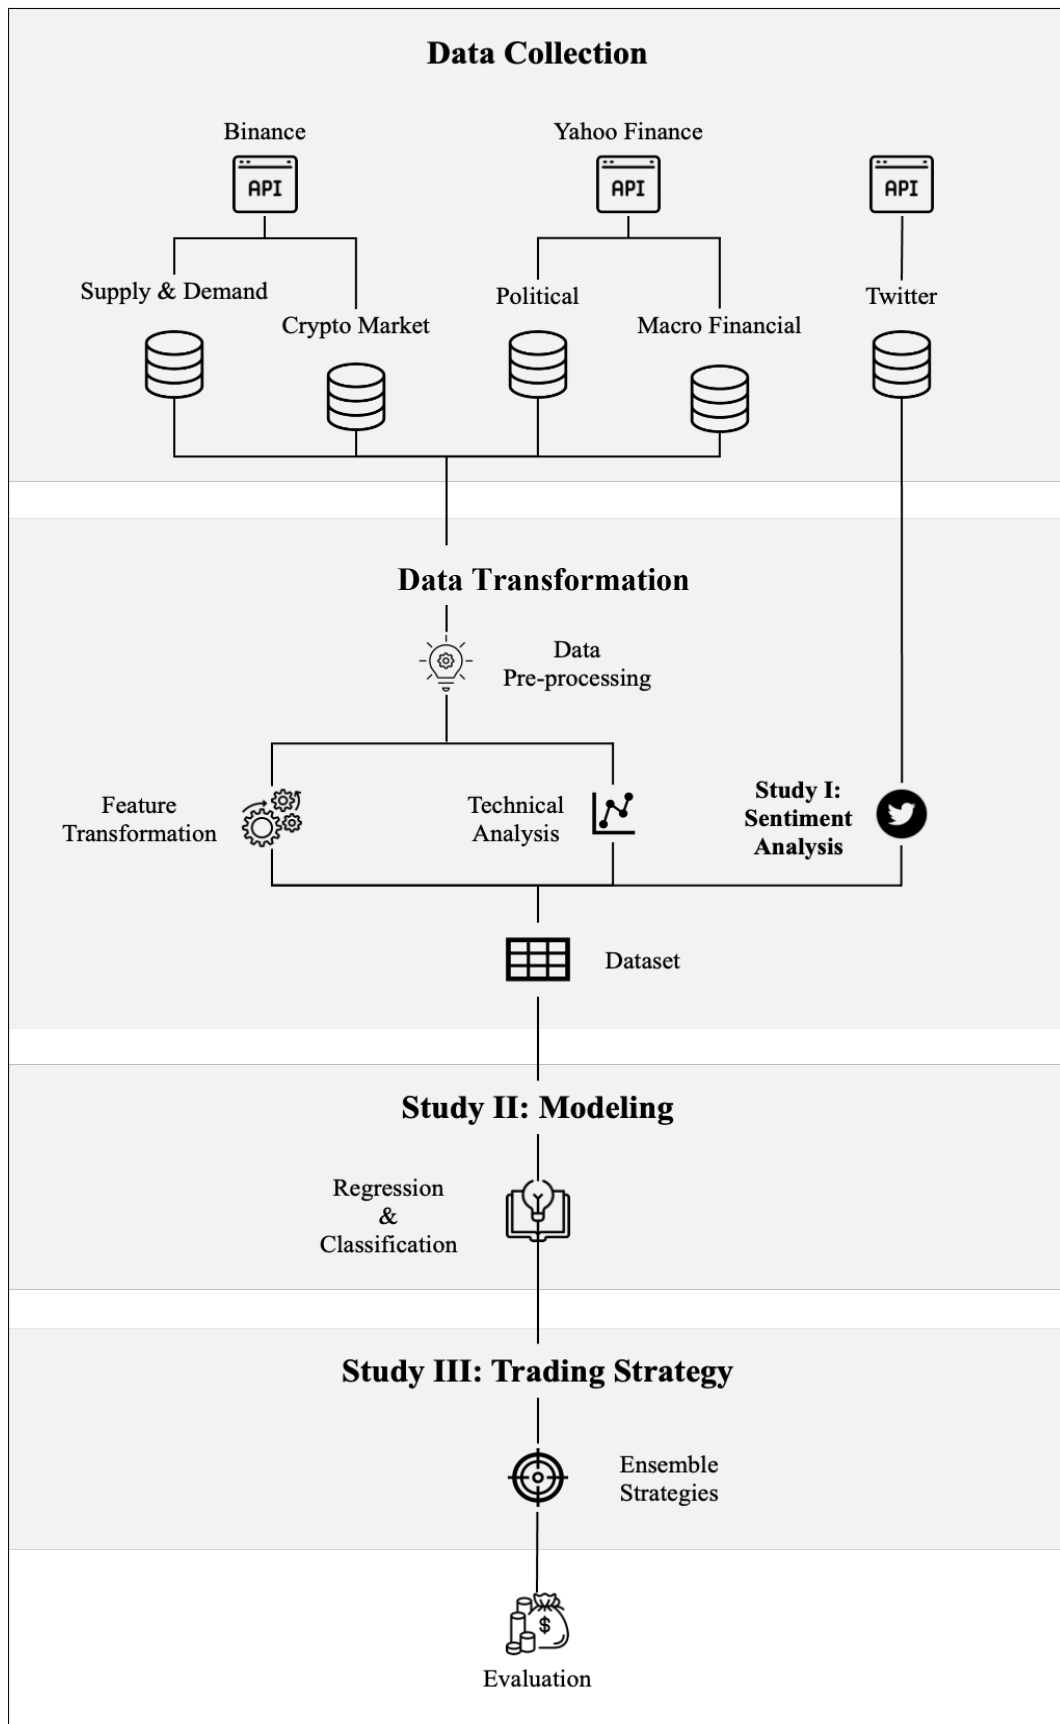 Data Collection
Binance
Yahoo Finance
API
API
API
Supply & Demand
Political
Twitter
Crypto Market
Macro Financial
Data Transformation
Data
Pre-processing
Feature
Transformation
Technical
Analysis
Study I:
Sentiment
Analysis
Dataset
Study II: Modeling
Regression
&
Classification
Study III: Trading Strategy
Ensemble
Strategies
$
Evaluation